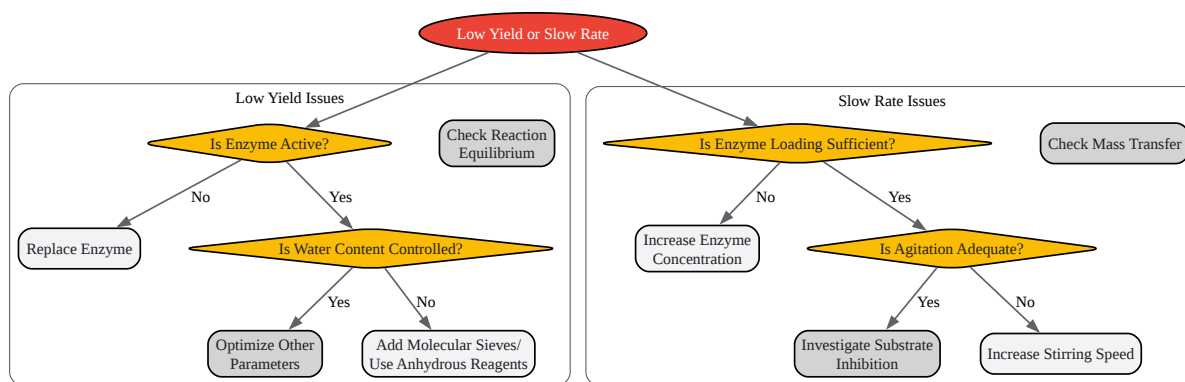 Low Yield or Slow Rate
Low Yield Issues
Is Enzyme Active?
Check Reaction
Equilibrium
No
Yes
Replace Enzyme
Is Water Content Controlled?
Yes
No
Optimize Other
Parameters
Add Molecular Sieves/
Use Anhydrous Reagents
Slow Rate Issues
Is Enzyme Loading Sufficient?
Check Mass Transfer
No
Yes
Increase Enzyme
Concentration
Is Agitation Adequate?
Yes
No
Investigate Substrate
Inhibition
Increase Stirring Speed